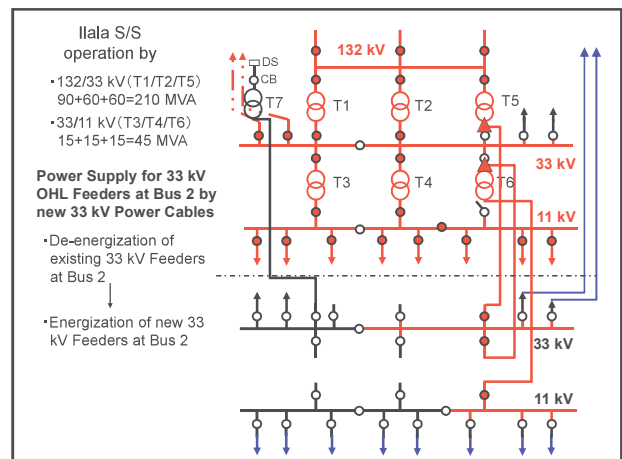 Ilala S/S
operation by
・132/33 kV(T1/T2/T5)
90+60+60=210 MVA
・33/11 kV(T3/T4/T6)
15+15+15=45 MVA
Power Supply for 33 kV
OHL Feeders at Bus 2 by
new 33 kV Power Cables
・De-energization of
existing 33 kV Feeders
at Bus 2
・Energization of new 33
kV Feeders at Bus 2
132 kV
DS
CB
T7
T1
T2
T5
33 kV
T3
T4
T6
11 kV
33 kV
11 kV